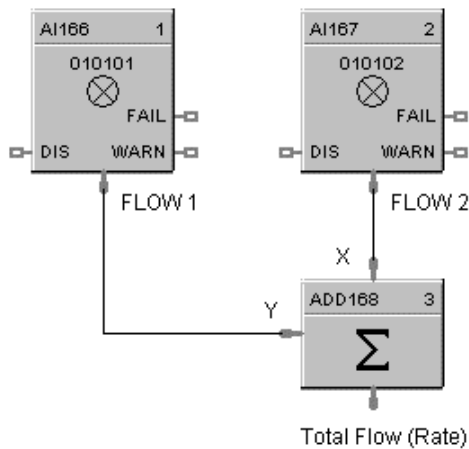 AI166 1
010101
FAIL
DIS WARN
FLOW 1
AI167 2
010102
FAIL
DIS WARN
FLOW 2
X
Y
ADD168 3
Σ
Total Flow (Rate)